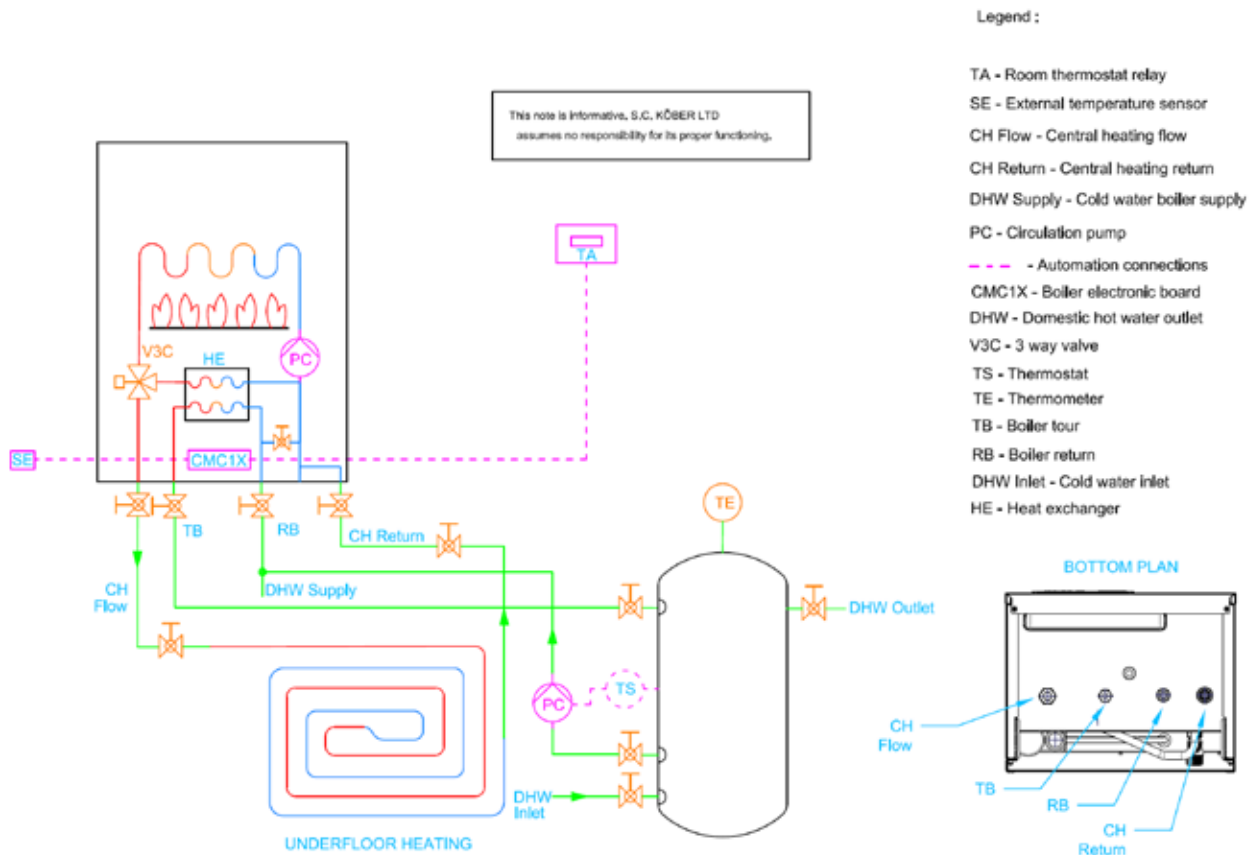 Legend :
TA - Room thermostat relay
SE - External temperature sensor
CH Flow - Central heating flow
CH Return - Central heating return
DHW Supply - Cold water boiler supply
PC - Circulation pump
- Automation connections
CMC1X - Boiler electronic board
DHW - Domestic hot water outlet
V3C - 3 way valve
TS - Thermostat
TE - Thermometer
TB - Boiler tour
RB - Boiler return
DHW Inlet - Cold water inlet
HE - Heat exchanger
This note is informative, S.C. KÖBER LTD
assumes no responsibility for its proper functioning.
TA
V3C
HE
PC
SE
CMC1X
TB
RB
CH Return
TE
CH
Flow
DHW Supply
DHW Outlet
PC
TS
DHW
Inlet
UNDERFLOOR HEATING
BOTTOM PLAN
CH
Flow
TB
RB
CH
Return